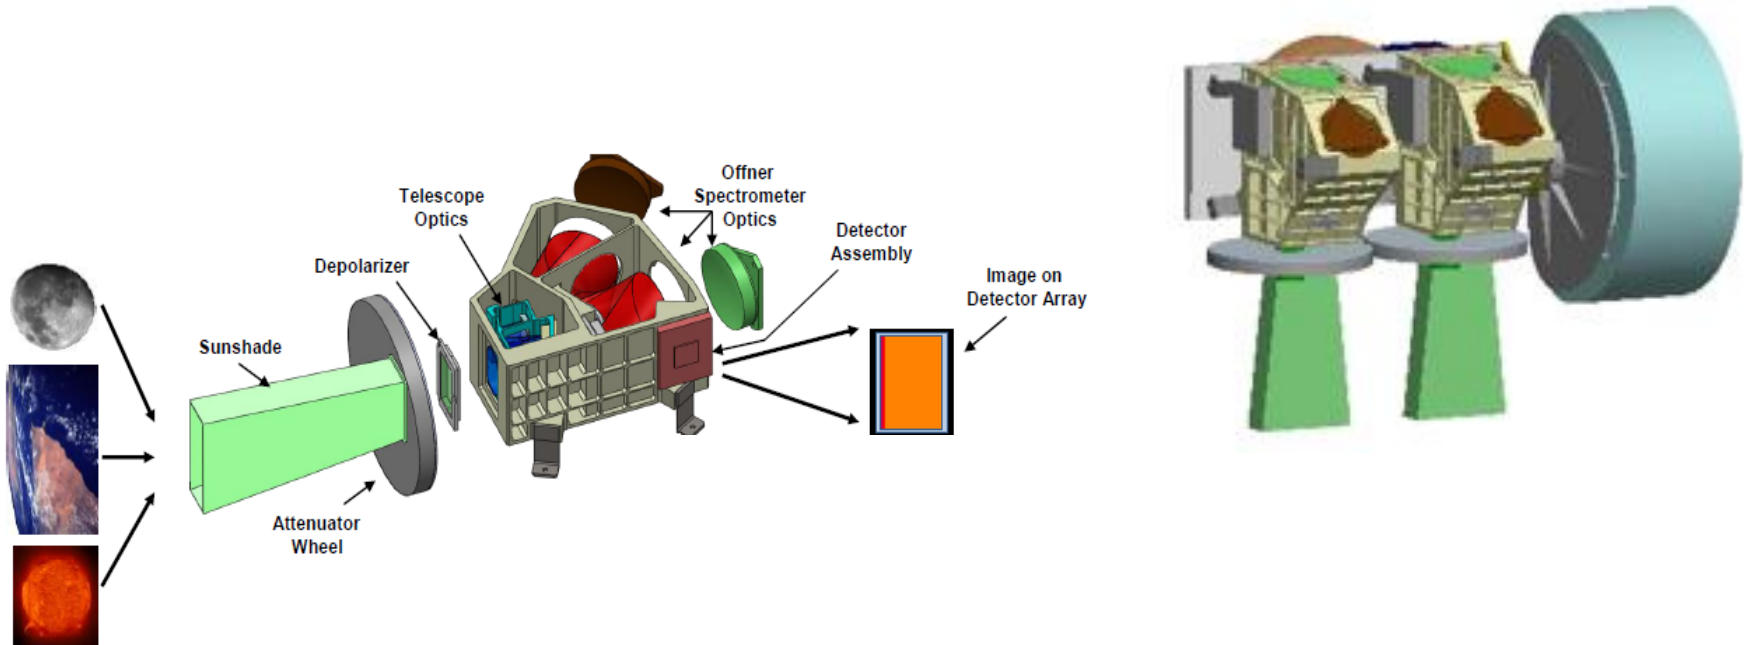 Offner
Spectrometer
Optics
Telescope
Optics
Detector
Assembly
Depolarizer
Image on
Detector Array
Sunshade
Attenuator
Wheel